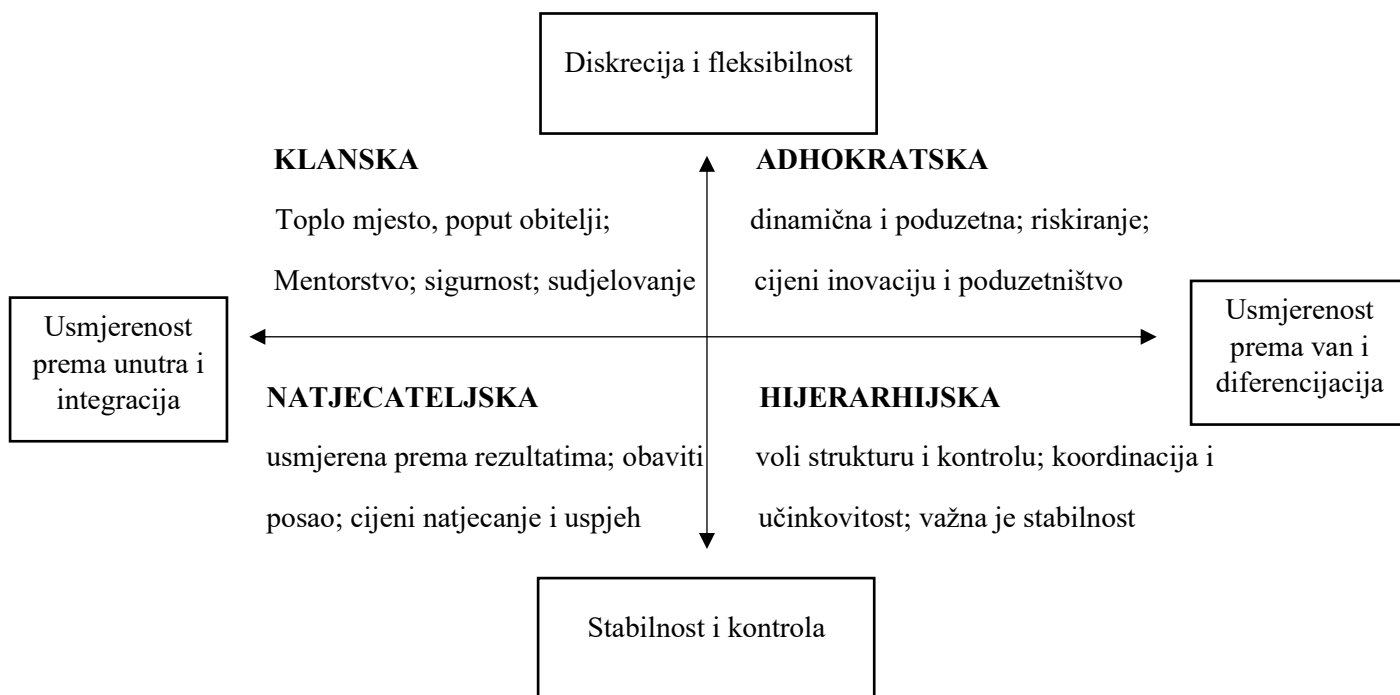 Diskrecija i fleksibilnost
KLANSKA
Toplo mjesto, poput obitelji;
Mentorstvo; sigurnost; sudjelovanje
ADHOKRATSKA
dinamična i poduzetna; riskiranje;
cijeni inovaciju i poduzetništvo
Usmjerenost
prema unutra i
integracija
Usmjerenost
prema van i
diferencijacija
NATJECATELJSKA
usmjerena prema rezultatima; obaviti
posao; cijeni natjecanje i uspjeh
HIJERARHIJSKA
voli strukturu i kontrolu; koordinacija i
učinkovitost; važna je stabilnost
Stabilnost i kontrola